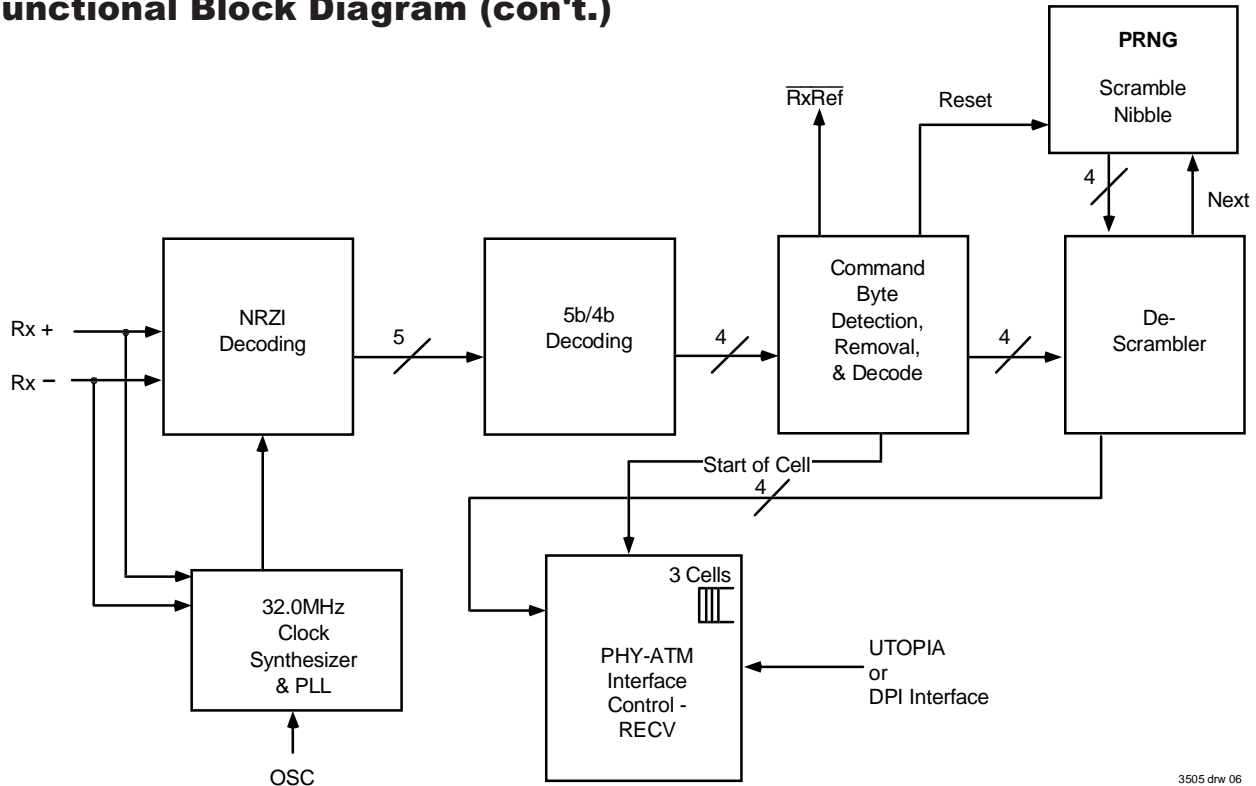 unctional Block Diagram (con't.)
PRNG
Scramble
Nibble
RxRef
Reset
4
Next
Rx +
Rx −
NRZI
Decoding
5
5b/4b
Decoding
4
Command
Byte
Detection,
Removal,
& Decode
4
De-
Scrambler
Start of Cell
4
32.0MHz
Clock
Synthesizer
& PLL
OSC
3 Cells
PHY-ATM
Interface
Control -
RECV
UTOPIA
or
DPI Interface
3505 drw 06